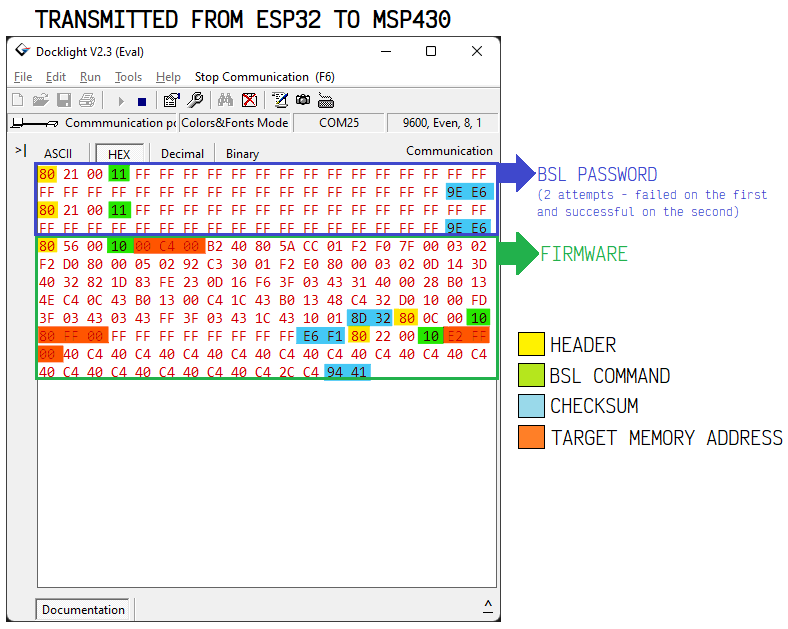 TRANSMITTED FROM ESP32 TO MSP430
Docklight V2.3 (Eval)
File Edit Run Tools Help Stop Communication (F6)
Commmunication po Colors&Fonts Mode COM25 9600, Even, 8, 1
ASCII HEX Decimal Binary Communication
80 21 00 11 FF FF FF FF FF FF FF FF FF FF FF FF FF FF FF
FF FF FF FF FF FF FF FF FF FF FF FF FF FF FF FF FF 9E E6
80 21 00 11 FF FF FF FF FF FF FF FF FF FF FF FF FF FF FF
FF FF FF FF FF FF FF FF FF FF FF FF FF FF FF FF FF 9E E6
80 56 00 10 00 C4 00 B2 40 80 5A CC 01 F2 F0 7F 00 03 02
F2 D0 80 00 05 02 92 C3 30 01 F2 E0 80 00 03 02 0D 14 3D
40 32 82 1D 83 FE 23 0D 16 F6 3F 03 43 31 40 00 28 B0 13
4E C4 0C 43 B0 13 00 C4 1C 43 B0 13 48 C4 32 D0 10 00 FD
3F 03 43 03 43 FF 3F 03 43 1C 43 10 01 8D 32 80 0C 00 10
80 FF 00 FF FF FF FF FF FF FF FF E6 F1 80 22 00 10 E2 FF
00 40 C4 40 C4 40 C4 40 C4 40 C4 40 C4 40 C4 40 C4 40 C4
40 C4 40 C4 40 C4 40 C4 40 C4 2C C4 94 41
BSL PASSWORD
(2 attempts - failed on the first
and successful on the second)
FIRMWARE
HEADER
BSL COMMAND
CHECKSUM
TARGET MEMORY ADDRESS
Documentation